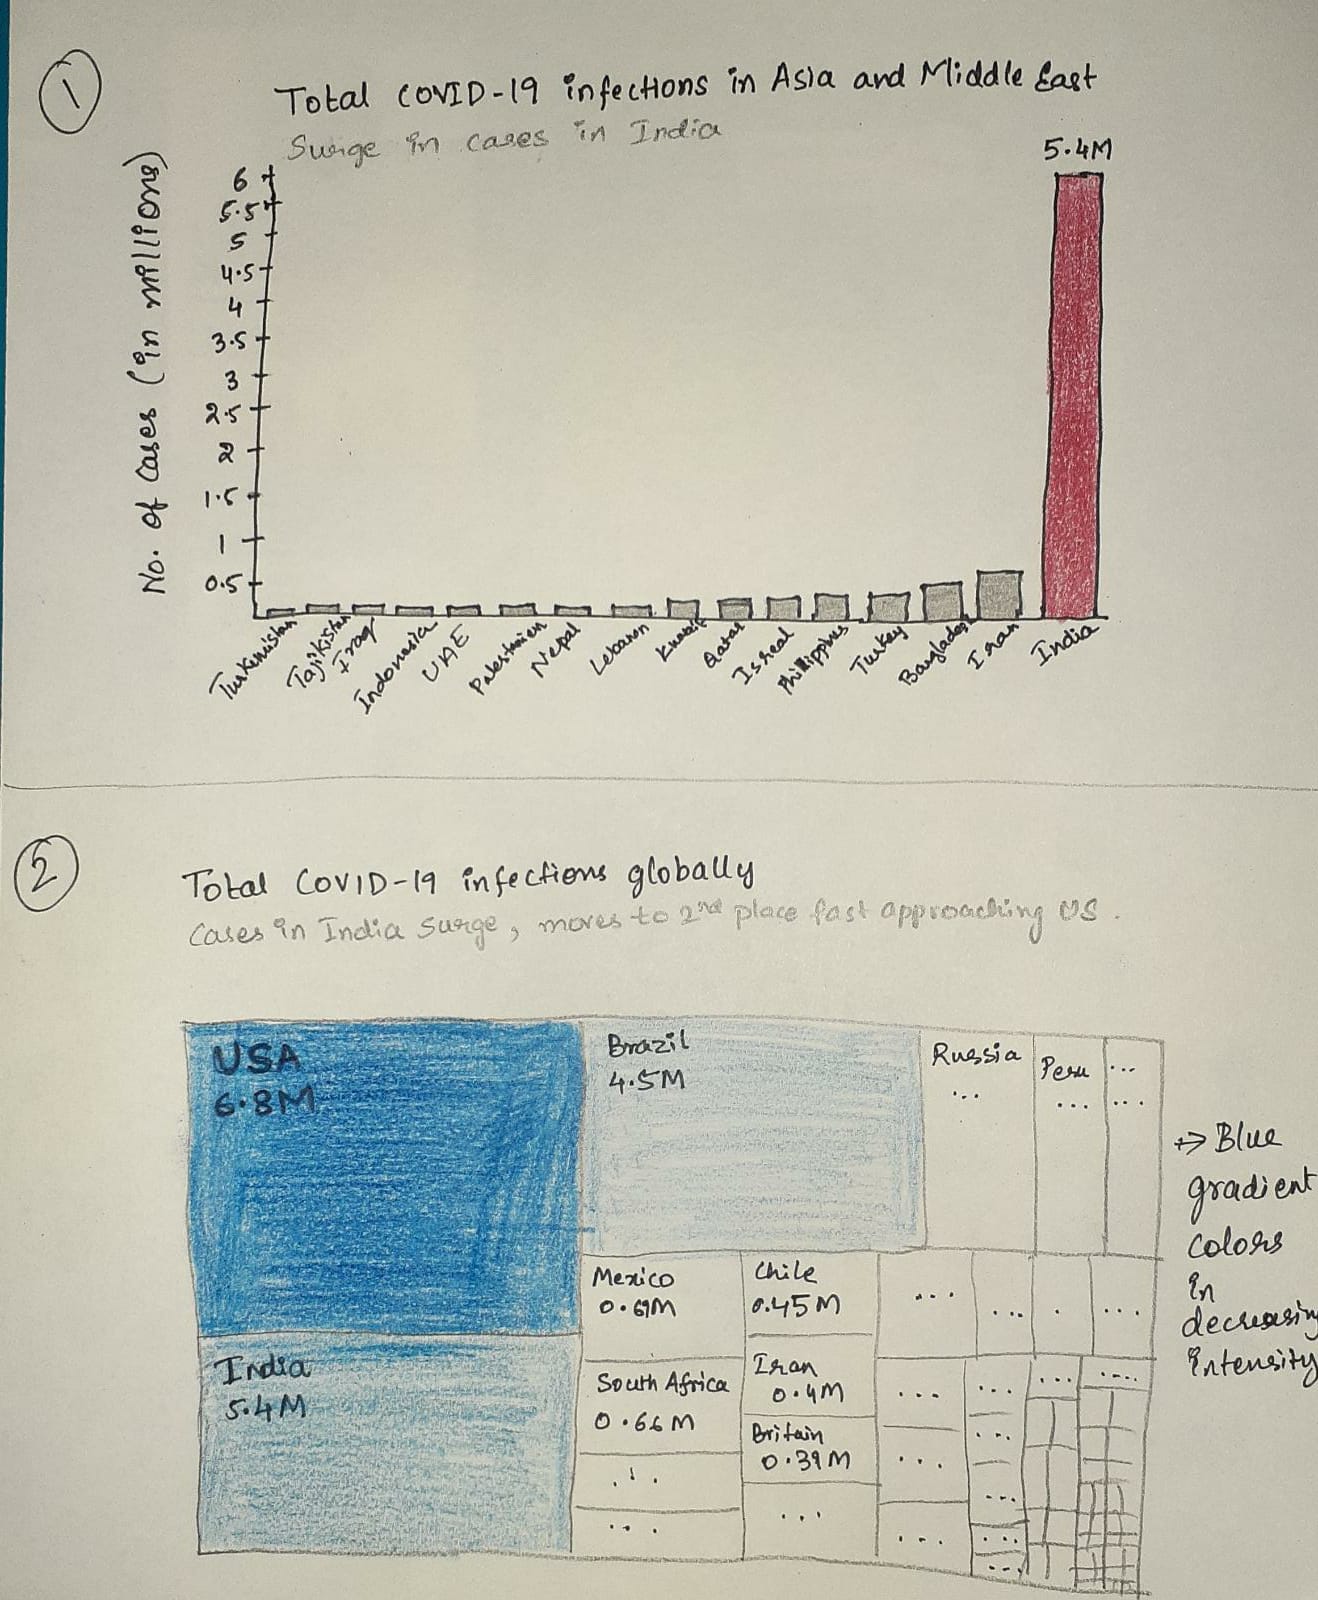 1
Total COVID-19 infections in Asia and Middle East
Surge in cases in India
No. of Cases (in millions)
6
5.5
5
4.5
4
3.5
3
2.5
2
1.5
1
0.5
5.4M
Turkmistan
Tajikistan
Iraq
Indonesia
UAE
Palestnien
Nepal
Lebanon
Kuwait
Qatar
Isreal
Phillippines
Turkey
Bangladesh
Iran
India
2
Total COVID-19 infections globally
Cases in India surge, moves to 2nd place fast approaching US.
USA
6.8M
Brazil
4.5M
Russia
...
Peru
...
...
...
India
5.4M
Mexico
0.69M
Chile
0.45M
South Africa
0.66M
Iran
0.4M
Britain
0.39M
→ Blue
gradient
colors
in
decreasing
intensity